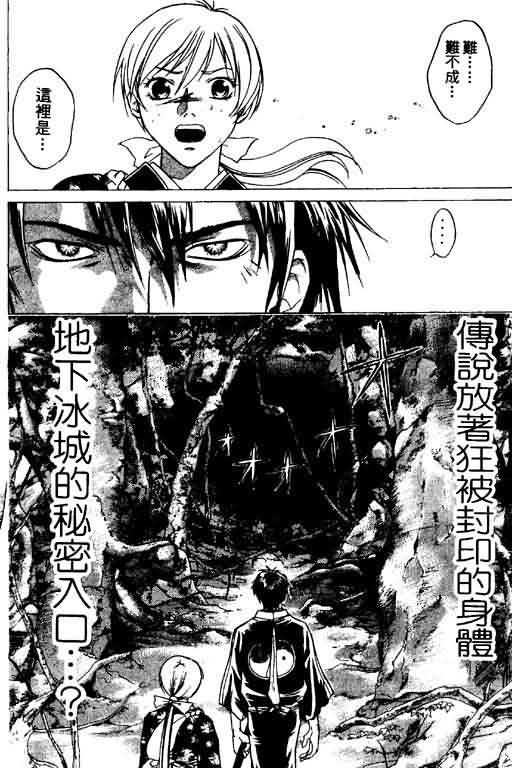 難……
難不成…
這裡是…
…
傳說放著狂被封印的身體
地下冰城的秘密入口…？